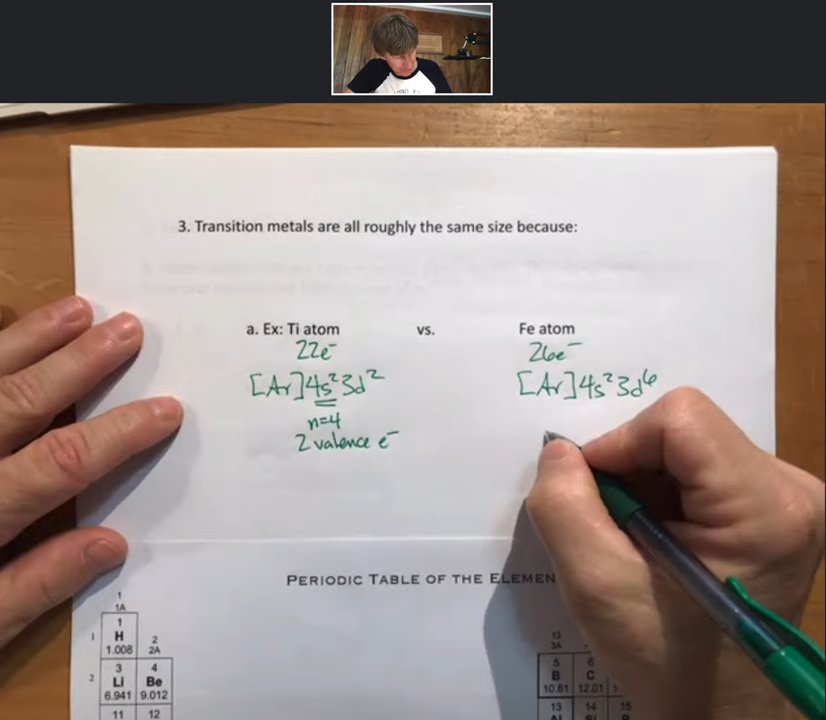 3. Transition metals are all roughly the same size because:
a. Ex: Ti atom vs. Fe atom
22e⁻ 26e⁻
[Ar]4s²3d² [Ar]4s²3d⁶
n=4
2 valence e⁻
PERIODIC TABLE OF THE ELEMEN
1
1A
1 2
1 H 2A
1.008
13
3A
2 3 4 5 6
Li Be B C
6.941 9.012 10.81 12.01
11 12 13 14 15